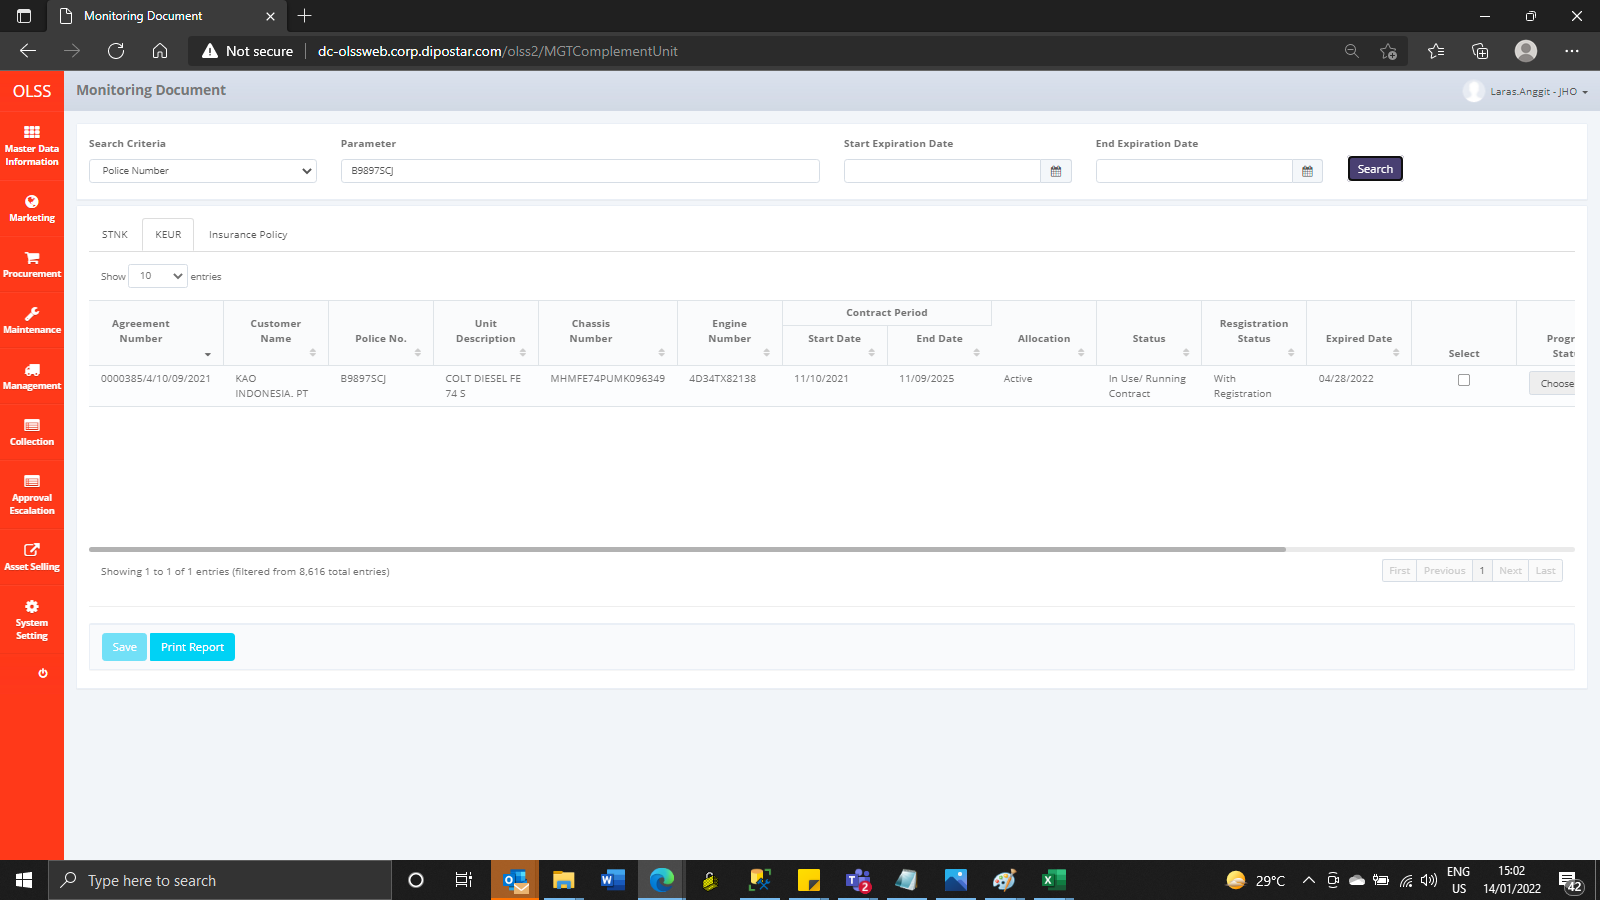 Monitoring Document
Not secure
dc-olssweb.corp.dipostar.com/olss2/MGTComplementUnit
OLSS
Monitoring Document
Laras.Anggit - JHO
Master Data
Information
Marketing
Procurement
Maintenance
Management
Collection
Approval
Escalation
Asset Selling
System
Setting
Search Criteria
Parameter
Start Expiration Date
End Expiration Date
Police Number
B9897SCJ
Search
STNK
KEUR
Insurance Policy
Show 10 entries
Agreement
Number
Customer
Name
Police No.
Unit
Description
Chassis
Number
Engine
Number
Contract Period
Start Date
End Date
Allocation
Status
Resgistration
Status
Expired Date
Select
Progr
Stat
0000385/4/10/09/2021
KAO
INDONESIA. PT
B9897SCJ
COLT DIESEL FE
74 S
MHMFE74PUMK096349
4D34TX82138
11/10/2021
11/09/2025
Active
In Use/ Running
Contract
With
Registration
04/28/2022
Choose
Showing 1 to 1 of 1 entries (filtered from 8,616 total entries)
First
Previous
1
Next
Last
Save
Print Report
Type here to search
2
29°C
ENG
US
15:02
14/01/2022
42